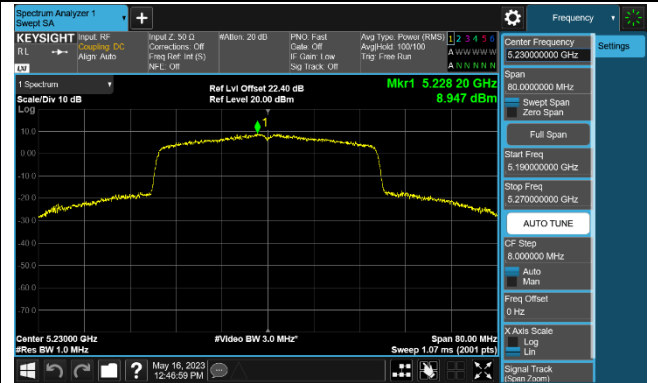 Spectrum Analyzer 1
Swept SA
Frequency
KEYSIGHT
RL
Input: RF
Coupling: DC
Align: Auto
Input Z: 50 Ω
Corrections: Off
Freq Ref: Int (S)
NFE: Off
#Atten: 20 dB
PNO: Fast
Gate: Off
IF Gain: Low
Sig Track: Off
Avg Type: Power (RMS)
Avg|Hold: 100/100
Trig: Free Run
1 2 3 4 5 6
A W W W W W
A N N N N N
LXI
1 Spectrum
Scale/Div 10 dB
Log
Ref Lvl Offset 22.40 dB
Ref Level 20.00 dBm
Mkr1 5.228 20 GHz
8.947 dBm
1
10.0
0.00
-10.0
-20.0
-30.0
-40.0
-50.0
-60.0
-70.0
Center 5.23000 GHz
#Res BW 1.0 MHz
#Video BW 3.0 MHz*
Span 80.00 MHz
Sweep 1.07 ms (2001 pts)
May 16, 2023
12:46:59 PM
Center Frequency
5.230000000 GHz
Settings
Span
80.0000000 MHz
Swept Span
Zero Span
Full Span
Start Freq
5.190000000 GHz
Stop Freq
5.270000000 GHz
AUTO TUNE
CF Step
8.000000 MHz
Auto
Man
Freq Offset
0 Hz
X Axis Scale
Log
Lin
Signal Track
(Span Zoom)